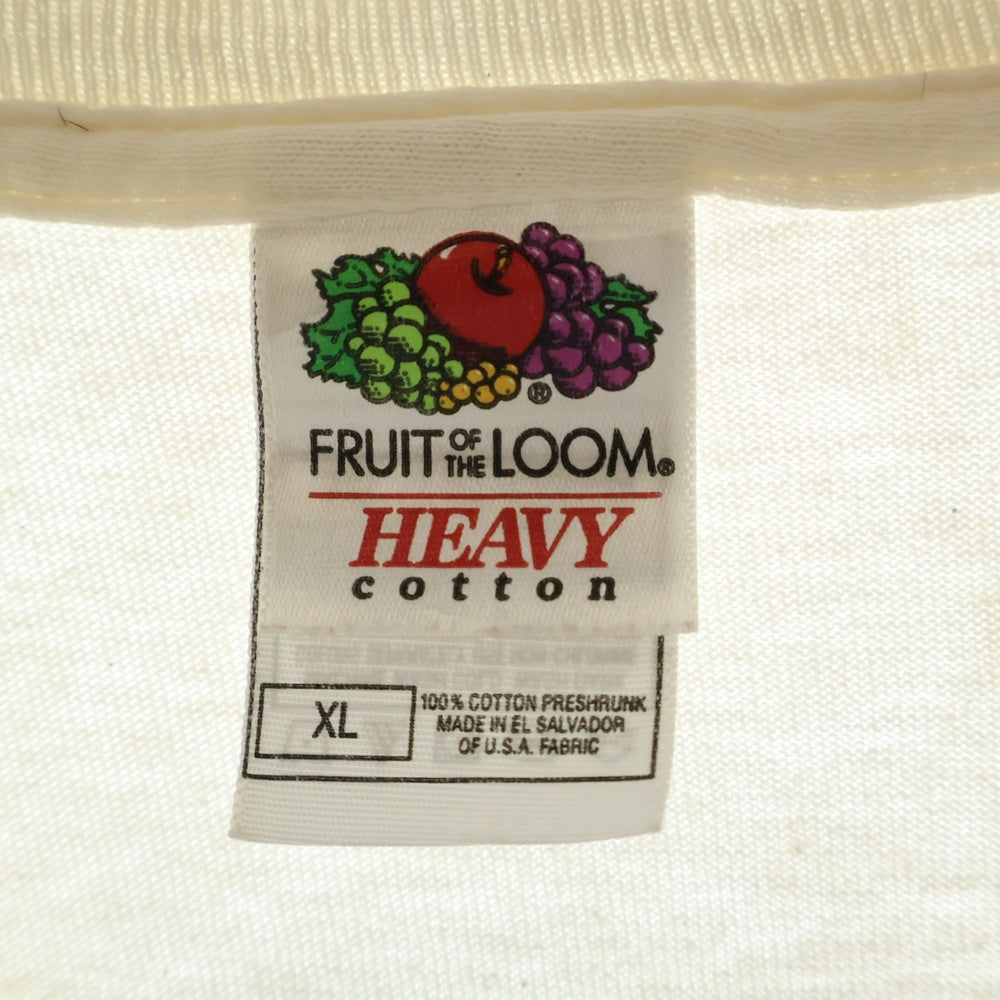 ®
FRUIT OF THE LOOM®
HEAVY
cotton
XL
100% COTTON PRESHRUNK
MADE IN EL SALVADOR
OF U.S.A. FABRIC